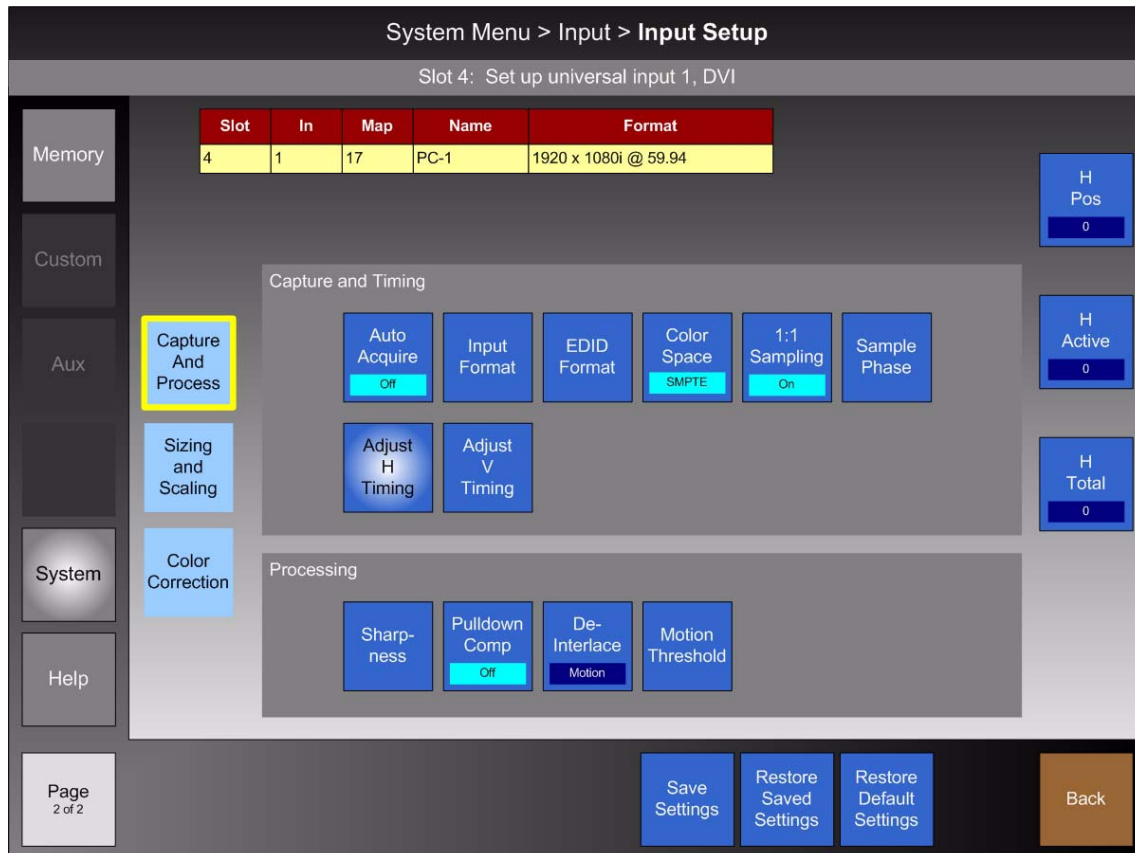 System Menu > Input > Input Setup
Slot 4: Set up universal input 1, DVI
Slot In Map Name Format
4 1 17 PC-1 1920 x 1080i @ 59.94
Memory
Custom
Aux
System
Help
Page
2 of 2
Capture
And
Process
Sizing
and
Scaling
Color
Correction
Capture and Timing
Auto
Acquire
Off
Input
Format
EDID
Format
Color
Space
SMPTE
1:1
Sampling
On
Sample
Phase
Adjust
H
Timing
Adjust
V
Timing
Processing
Sharp-
ness
Pulldown
Comp
Off
De-
Interlace
Motion
Motion
Threshold
H
Pos
0
H
Active
0
H
Total
0
Save
Settings
Restore
Saved
Settings
Restore
Default
Settings
Back